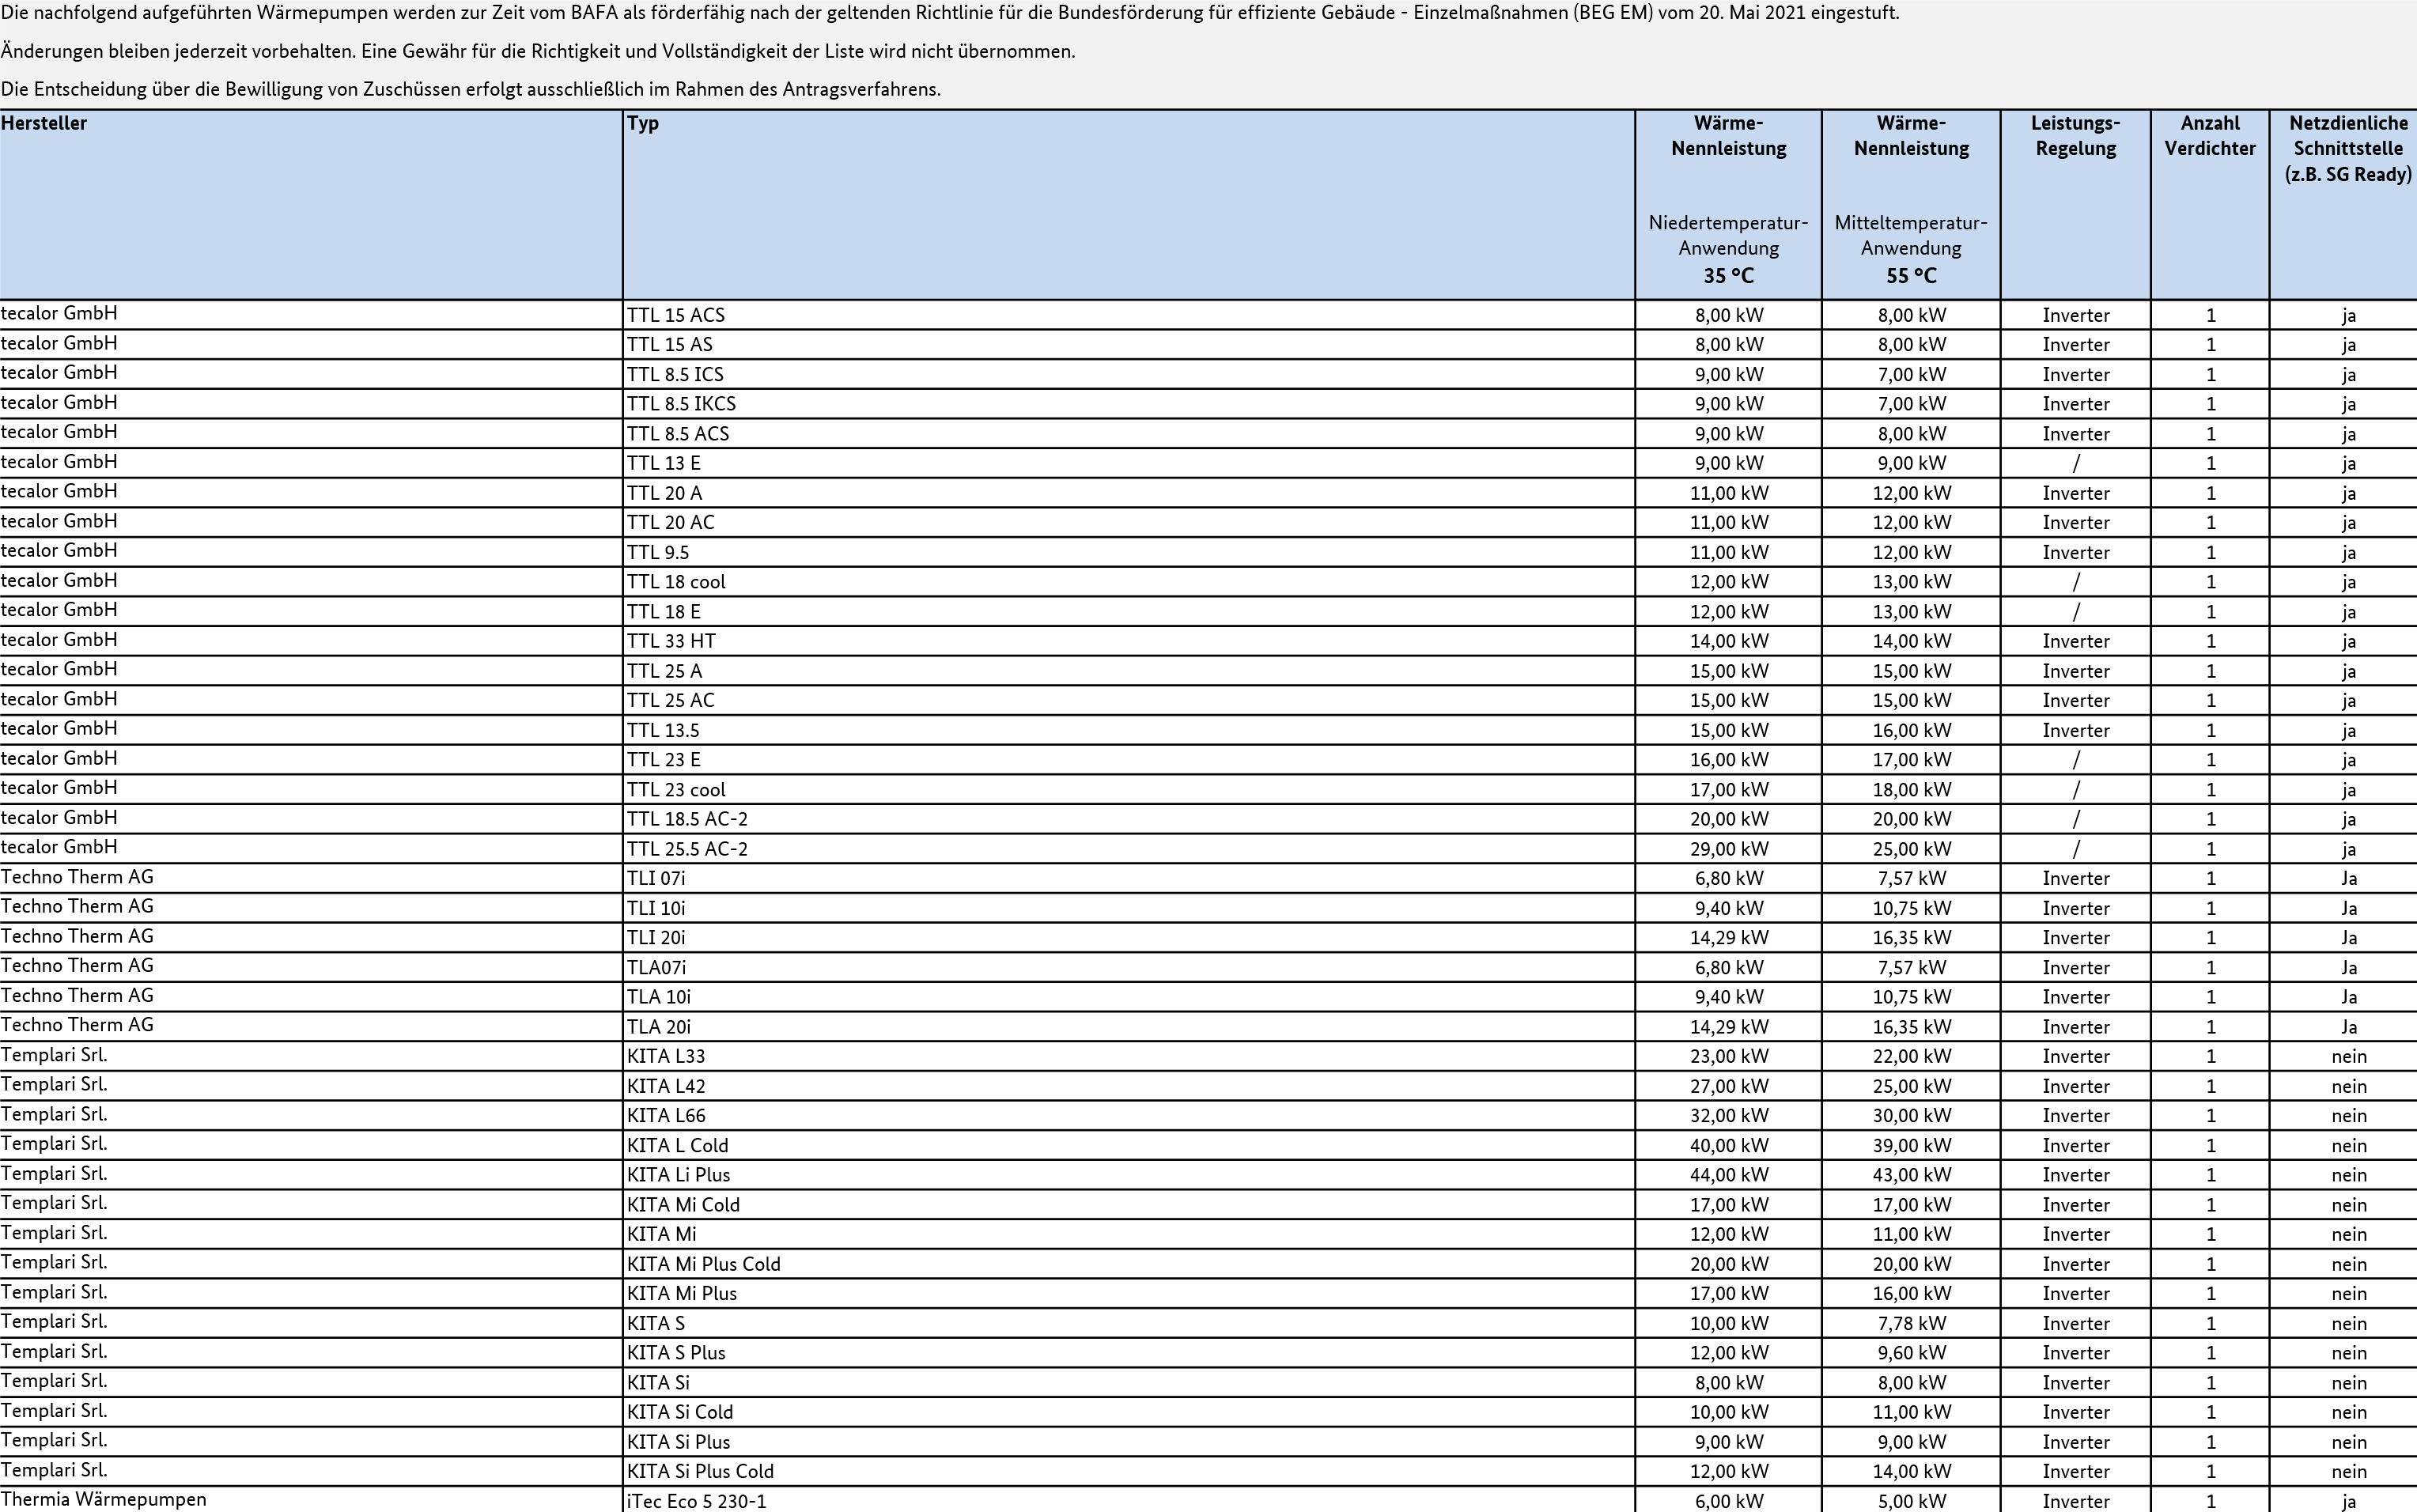 Die nachfolgend aufgeführten Wärmepumpen werden zur Zeit vom BAFA als förderfähig nach der geltenden Richtlinie für die Bundesförderung für effiziente Gebäude - Einzelmaßnahmen (BEG EM) vom 20. Mai 2021 eingestuft.
Änderungen bleiben jederzeit vorbehalten. Eine Gewähr für die Richtigkeit und Vollständigkeit der Liste wird nicht übernommen.
Die Entscheidung über die Bewilligung von Zuschüssen erfolgt ausschließlich im Rahmen des Antragsverfahrens.
Hersteller Typ Wärme- Wärme- Leistungs- Anzahl Netzdienliche
Nennleistung Nennleistung Regelung Verdichter Schnittstelle
(z.B. SG Ready)
Niedertemperatur- Mitteltemperatur-
Anwendung Anwendung
35 °C 55 °C
tecalor GmbH TTL 15 ACS 8,00 kW 8,00 kW Inverter 1 ja
tecalor GmbH TTL 15 AS 8,00 kW 8,00 kW Inverter 1 ja
tecalor GmbH TTL 8.5 ICS 9,00 kW 7,00 kW Inverter 1 ja
tecalor GmbH TTL 8.5 IKCS 9,00 kW 7,00 kW Inverter 1 ja
tecalor GmbH TTL 8.5 ACS 9,00 kW 8,00 kW Inverter 1 ja
tecalor GmbH TTL 13 E 9,00 kW 9,00 kW / 1 ja
tecalor GmbH TTL 20 A 11,00 kW 12,00 kW Inverter 1 ja
tecalor GmbH TTL 20 AC 11,00 kW 12,00 kW Inverter 1 ja
tecalor GmbH TTL 9.5 11,00 kW 12,00 kW Inverter 1 ja
tecalor GmbH TTL 18 cool 12,00 kW 13,00 kW / 1 ja
tecalor GmbH TTL 18 E 12,00 kW 13,00 kW / 1 ja
tecalor GmbH TTL 33 HT 14,00 kW 14,00 kW Inverter 1 ja
tecalor GmbH TTL 25 A 15,00 kW 15,00 kW Inverter 1 ja
tecalor GmbH TTL 25 AC 15,00 kW 15,00 kW Inverter 1 ja
tecalor GmbH TTL 13.5 15,00 kW 16,00 kW Inverter 1 ja
tecalor GmbH TTL 23 E 16,00 kW 17,00 kW / 1 ja
tecalor GmbH TTL 23 cool 17,00 kW 18,00 kW / 1 ja
tecalor GmbH TTL 18.5 AC-2 20,00 kW 20,00 kW / 1 ja
tecalor GmbH TTL 25.5 AC-2 29,00 kW 25,00 kW / 1 ja
Techno Therm AG TLI 07i 6,80 kW 7,57 kW Inverter 1 Ja
Techno Therm AG TLI 10i 9,40 kW 10,75 kW Inverter 1 Ja
Techno Therm AG TLI 20i 14,29 kW 16,35 kW Inverter 1 Ja
Techno Therm AG TLA07i 6,80 kW 7,57 kW Inverter 1 Ja
Techno Therm AG TLA 10i 9,40 kW 10,75 kW Inverter 1 Ja
Techno Therm AG TLA 20i 14,29 kW 16,35 kW Inverter 1 Ja
Templari Srl. KITA L33 23,00 kW 22,00 kW Inverter 1 nein
Templari Srl. KITA L42 27,00 kW 25,00 kW Inverter 1 nein
Templari Srl. KITA L66 32,00 kW 30,00 kW Inverter 1 nein
Templari Srl. KITA L Cold 40,00 kW 39,00 kW Inverter 1 nein
Templari Srl. KITA Li Plus 44,00 kW 43,00 kW Inverter 1 nein
Templari Srl. KITA Mi Cold 17,00 kW 17,00 kW Inverter 1 nein
Templari Srl. KITA Mi 12,00 kW 11,00 kW Inverter 1 nein
Templari Srl. KITA Mi Plus Cold 20,00 kW 20,00 kW Inverter 1 nein
Templari Srl. KITA Mi Plus 17,00 kW 16,00 kW Inverter 1 nein
Templari Srl. KITA S 10,00 kW 7,78 kW Inverter 1 nein
Templari Srl. KITA S Plus 12,00 kW 9,60 kW Inverter 1 nein
Templari Srl. KITA Si 8,00 kW 8,00 kW Inverter 1 nein
Templari Srl. KITA Si Cold 10,00 kW 11,00 kW Inverter 1 nein
Templari Srl. KITA Si Plus 9,00 kW 9,00 kW Inverter 1 nein
Templari Srl. KITA Si Plus Cold 12,00 kW 14,00 kW Inverter 1 nein
Thermia Wärmepumpen iTec Eco 5 230-1 6,00 kW 5,00 kW Inverter 1 ja